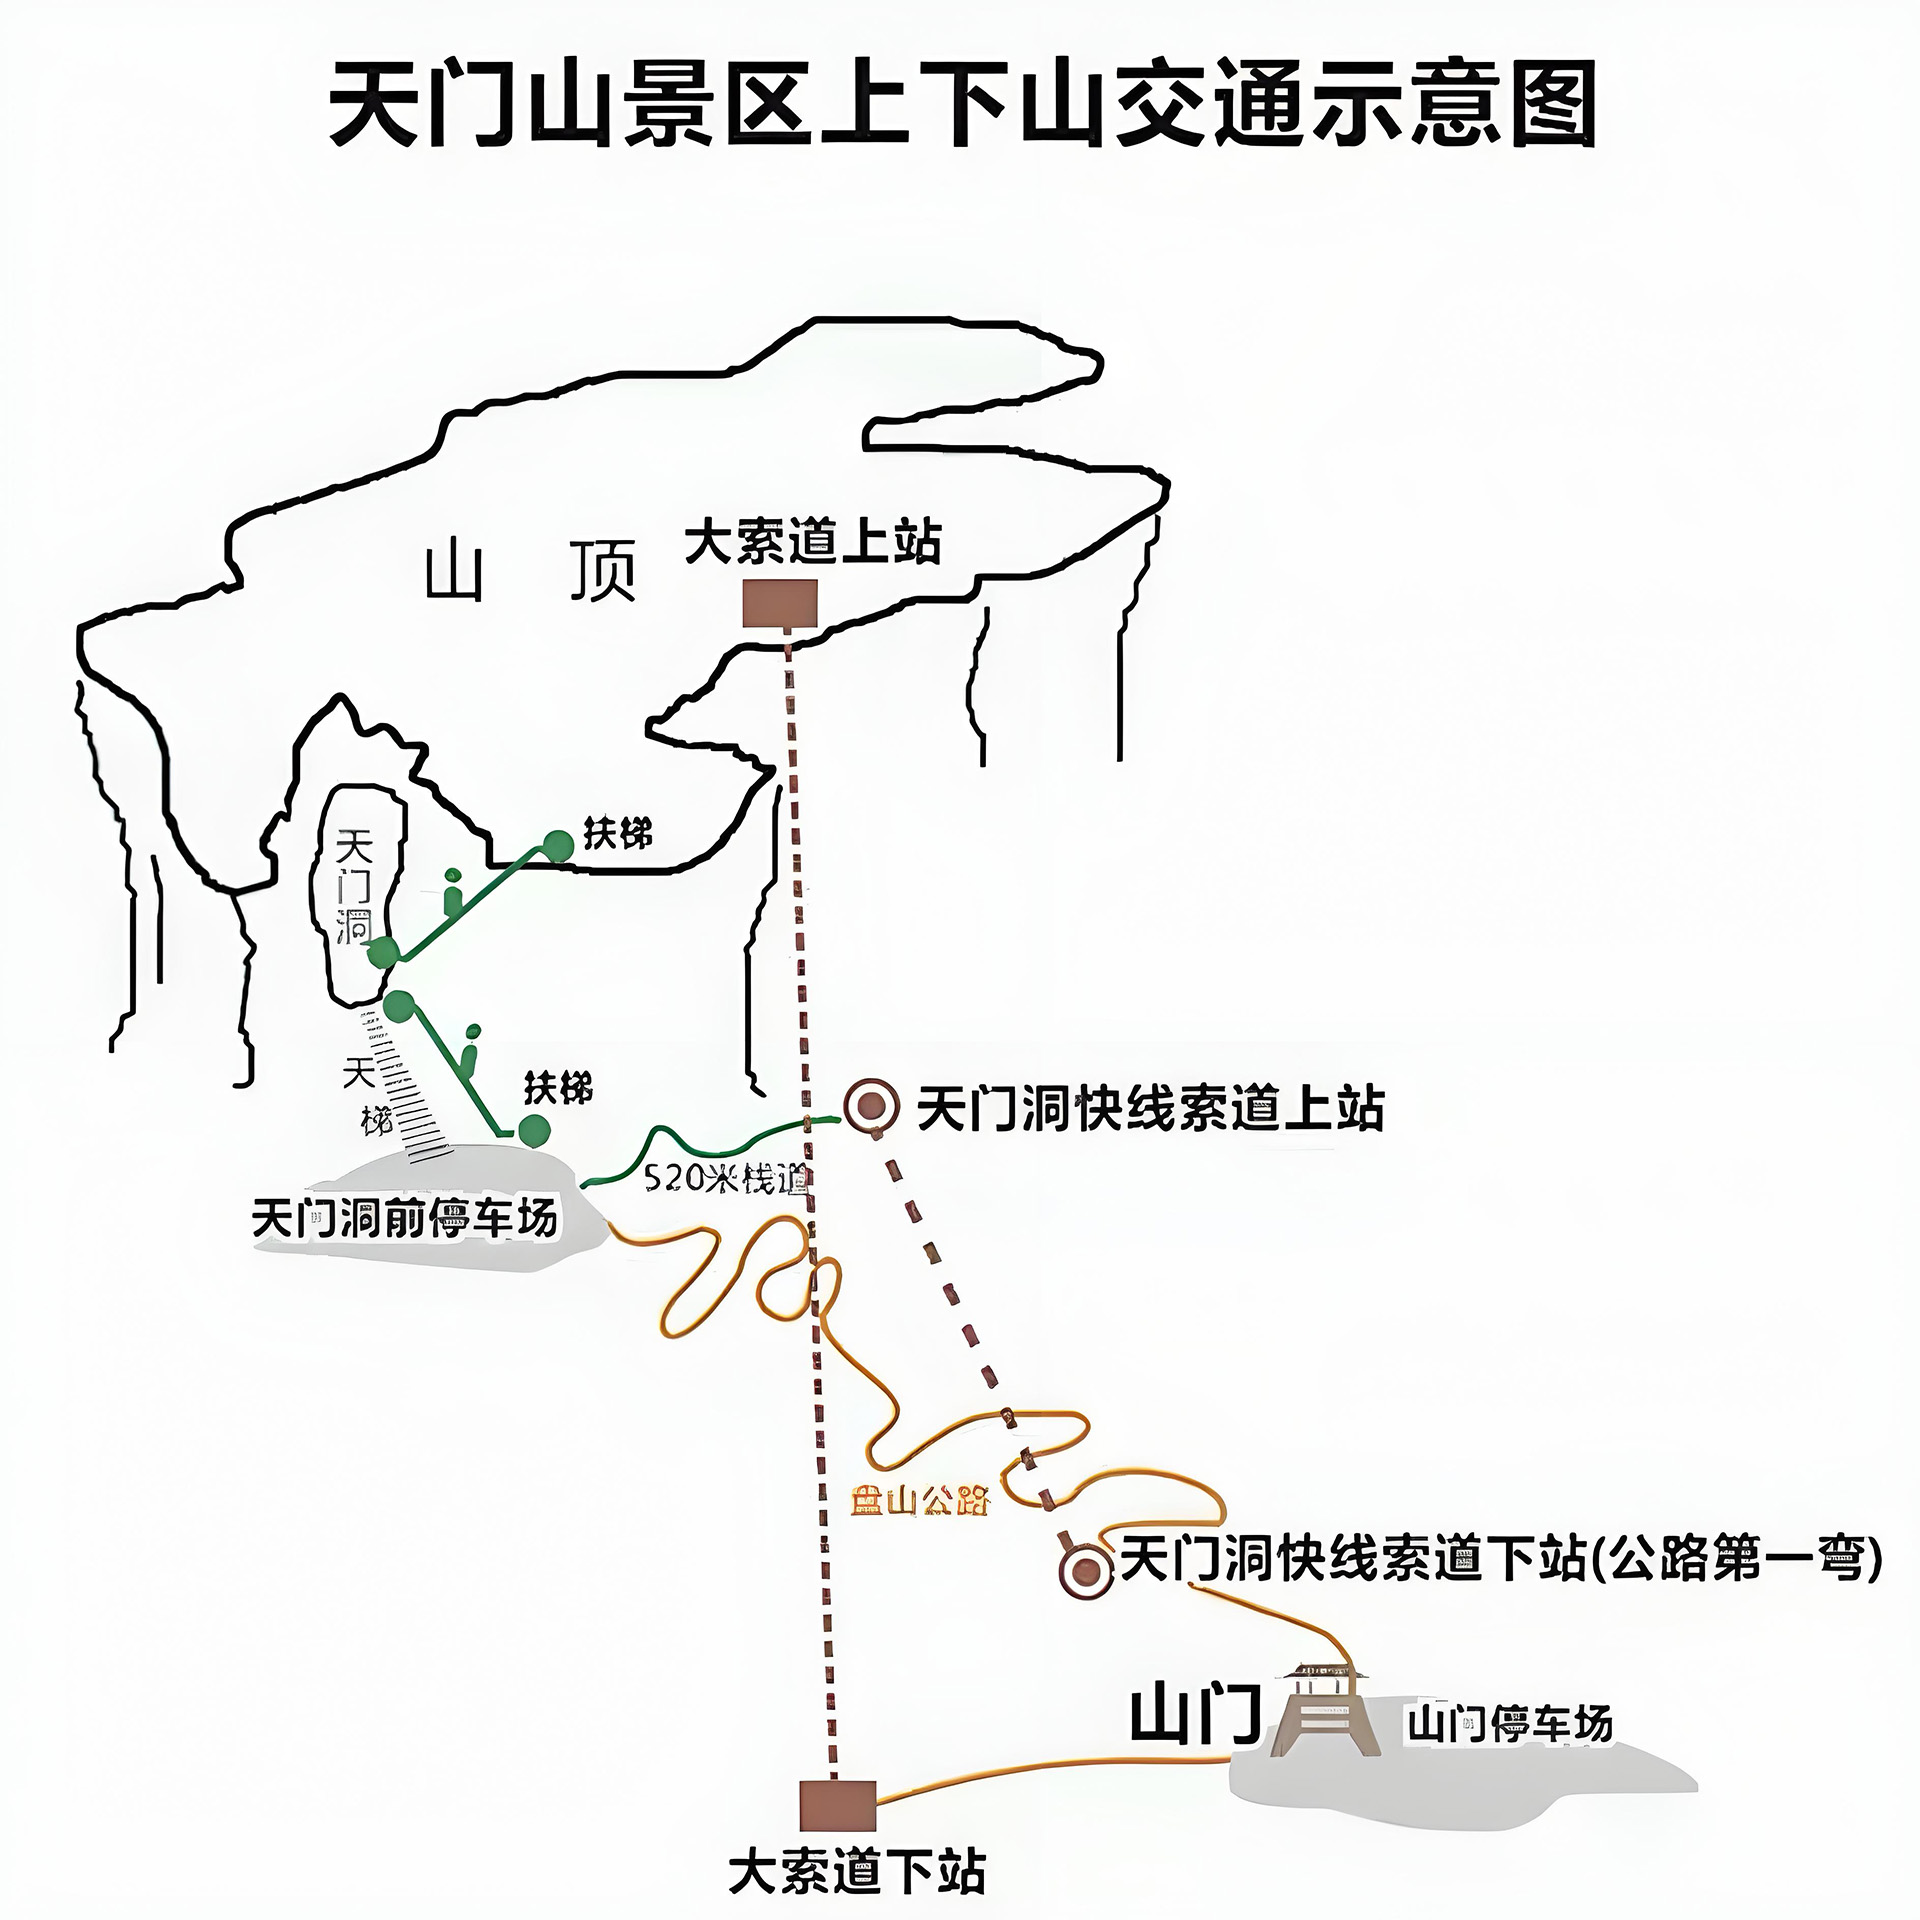 天门山景区上下山交通示意图
大索道上站
山 顶
扶梯
天门洞
扶梯
天梯
天门洞快线索道上站
520米栈道
天门洞前停车场
盘山公路
天门洞快线索道下站(公路第一弯)
山门
山门停车场
大索道下站